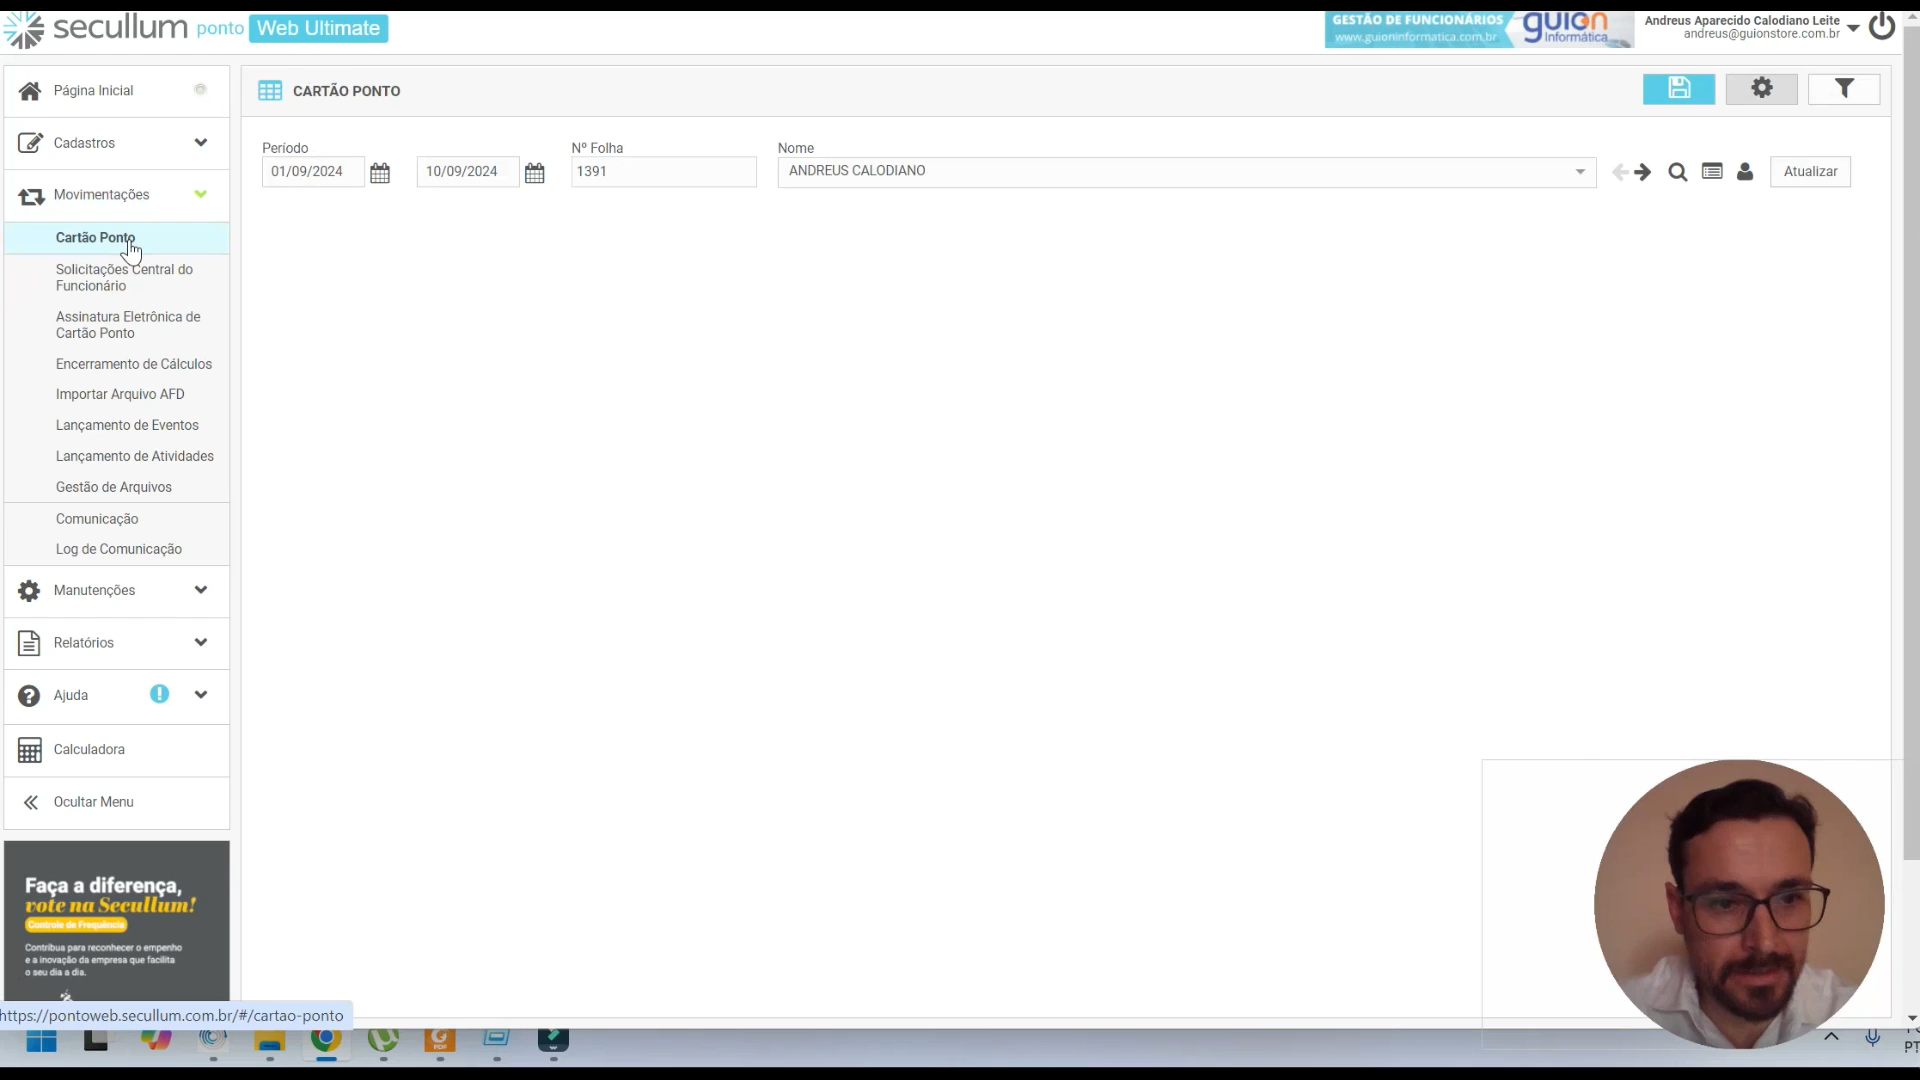 secullum ponto Web Ultimate
GESTÃO DE FUNCIONÁRIOS
www.guioninformatica.com.br
guion
Informática
Andreus Aparecido Calodiano Leite
andreus@guionstore.com.br
Página Inicial
Cadastros
Movimentações
Cartão Ponto
Solicitações Central do
Funcionário
Assinatura Eletrônica de
Cartão Ponto
Encerramento de Cálculos
Importar Arquivo AFD
Lançamento de Eventos
Lançamento de Atividades
Gestão de Arquivos
Comunicação
Log de Comunicação
Manutenções
Relatórios
Ajuda
Calculadora
Ocultar Menu
CARTÃO PONTO
Período
Nº Folha
Nome
01/09/2024
10/09/2024
1391
ANDREUS CALODIANO
Atualizar
Faça a diferença,
vote na Secullum!
Controle de Frequência
Contribua para reconhecer o empenho
e a inovação da empresa que facilita
o seu dia a dia.
https://pontoweb.secullum.com.br/#/cartao-ponto
PDF